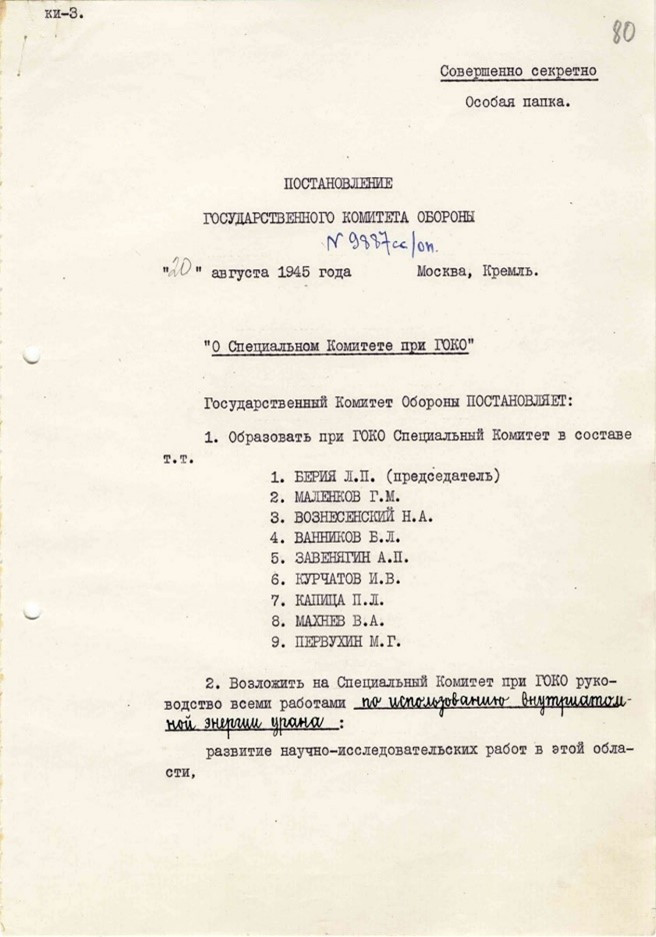 ки-3.
80
Совершенно секретно
Особая папка.
ПОСТАНОВЛЕНИЕ
ГОСУДАРСТВЕННОГО КОМИТЕТА ОБОРОНЫ
№ 9887сс/оп.
"20" августа 1945 года Москва, Кремль.
"О Специальном Комитете при ГОКО"
Государственный Комитет Обороны ПОСТАНОВЛЯЕТ:
1. Образовать при ГОКО Специальный Комитет в составе
т.т.
1. БЕРИЯ Л.П. (председатель)
2. МАЛЕНКОВ Г.М.
3. ВОЗНЕСЕНСКИЙ Н.А.
4. ВАННИКОВ Б.Л.
5. ЗАВЕНЯГИН А.П.
6. КУРЧАТОВ И.В.
7. КАПИЦА П.Л.
8. МАХНЕВ В.А.
9. ПЕРВУХИН М.Г.
2. Возложить на Специальный Комитет при ГОКО руко-
водство всеми работами по использованию внутриатом-
ной энергии урана :
развитие научно-исследовательских работ в этой обла-
сти,